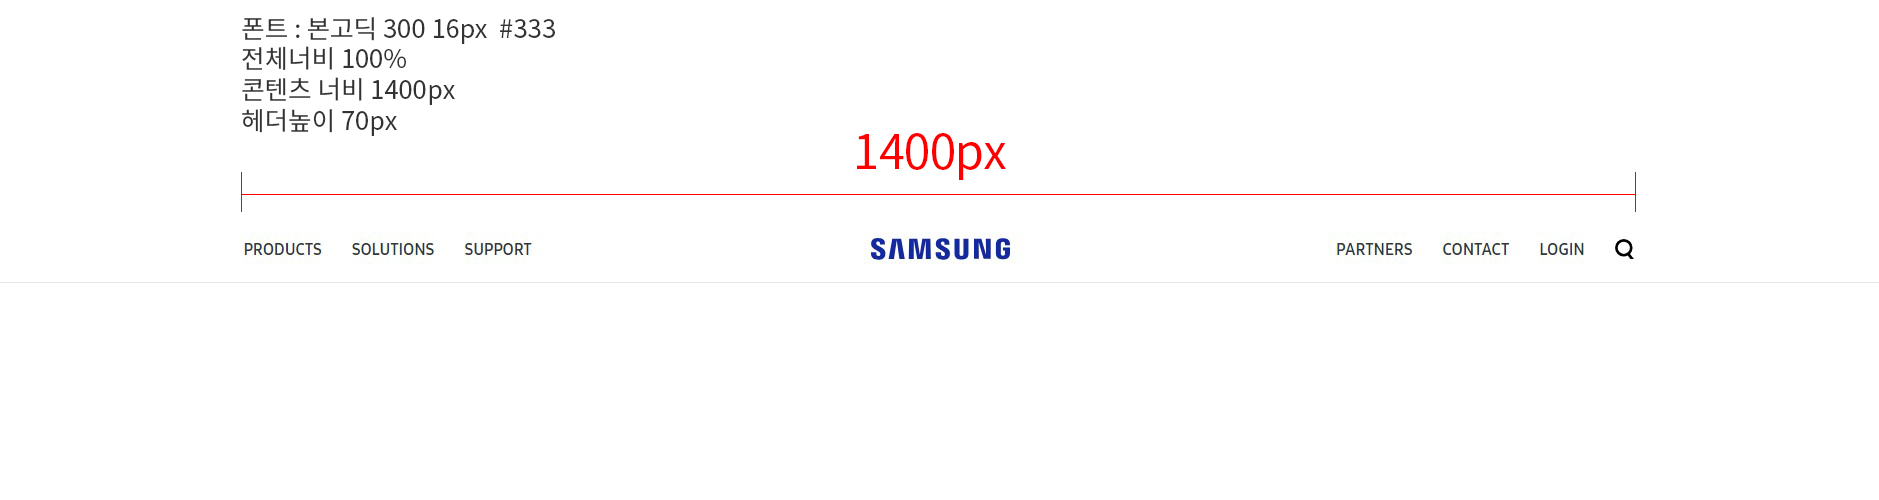 폰트 : 본고딕 300 16px #333
전체너비 100%
콘텐츠 너비 1400px
헤더높이 70px
1400px
PRODUCTS SOLUTIONS SUPPORT SAMSUNG PARTNERS CONTACT LOGIN